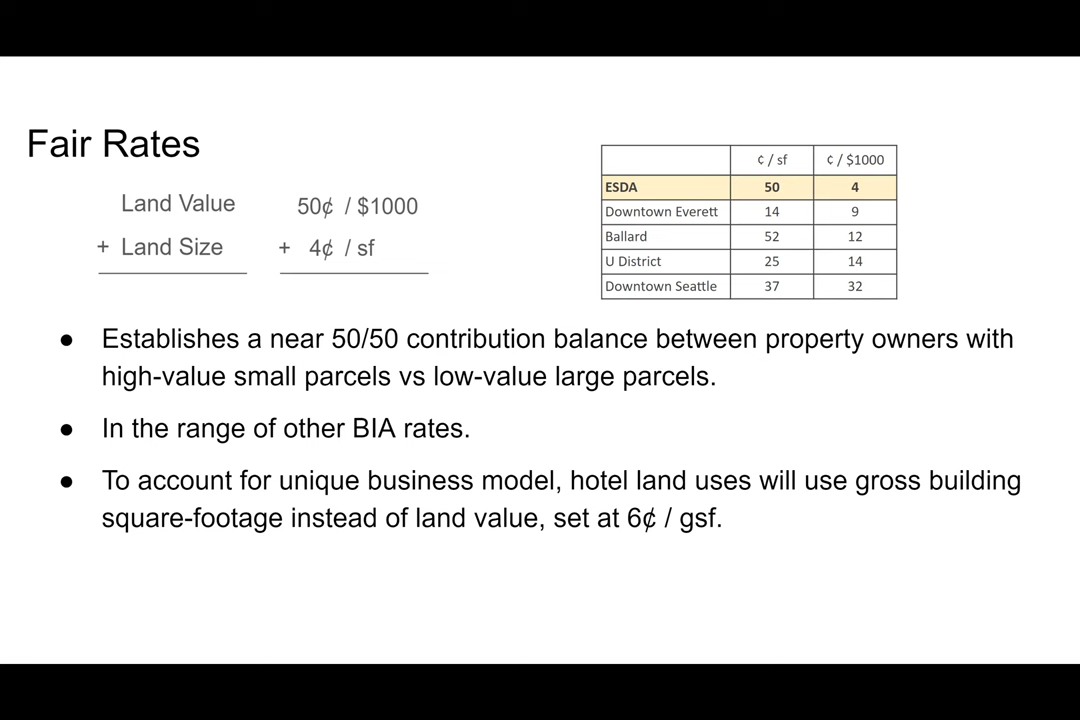 Fair Rates
Land Value 50¢ / $1000
+ Land Size + 4¢ / sf
¢ / sf ¢ / $1000
ESDA 50 4
Downtown Everett 14 9
Ballard 52 12
U District 25 14
Downtown Seattle 37 32
● Establishes a near 50/50 contribution balance between property owners with
high-value small parcels vs low-value large parcels.
● In the range of other BIA rates.
● To account for unique business model, hotel land uses will use gross building
square-footage instead of land value, set at 6¢ / gsf.